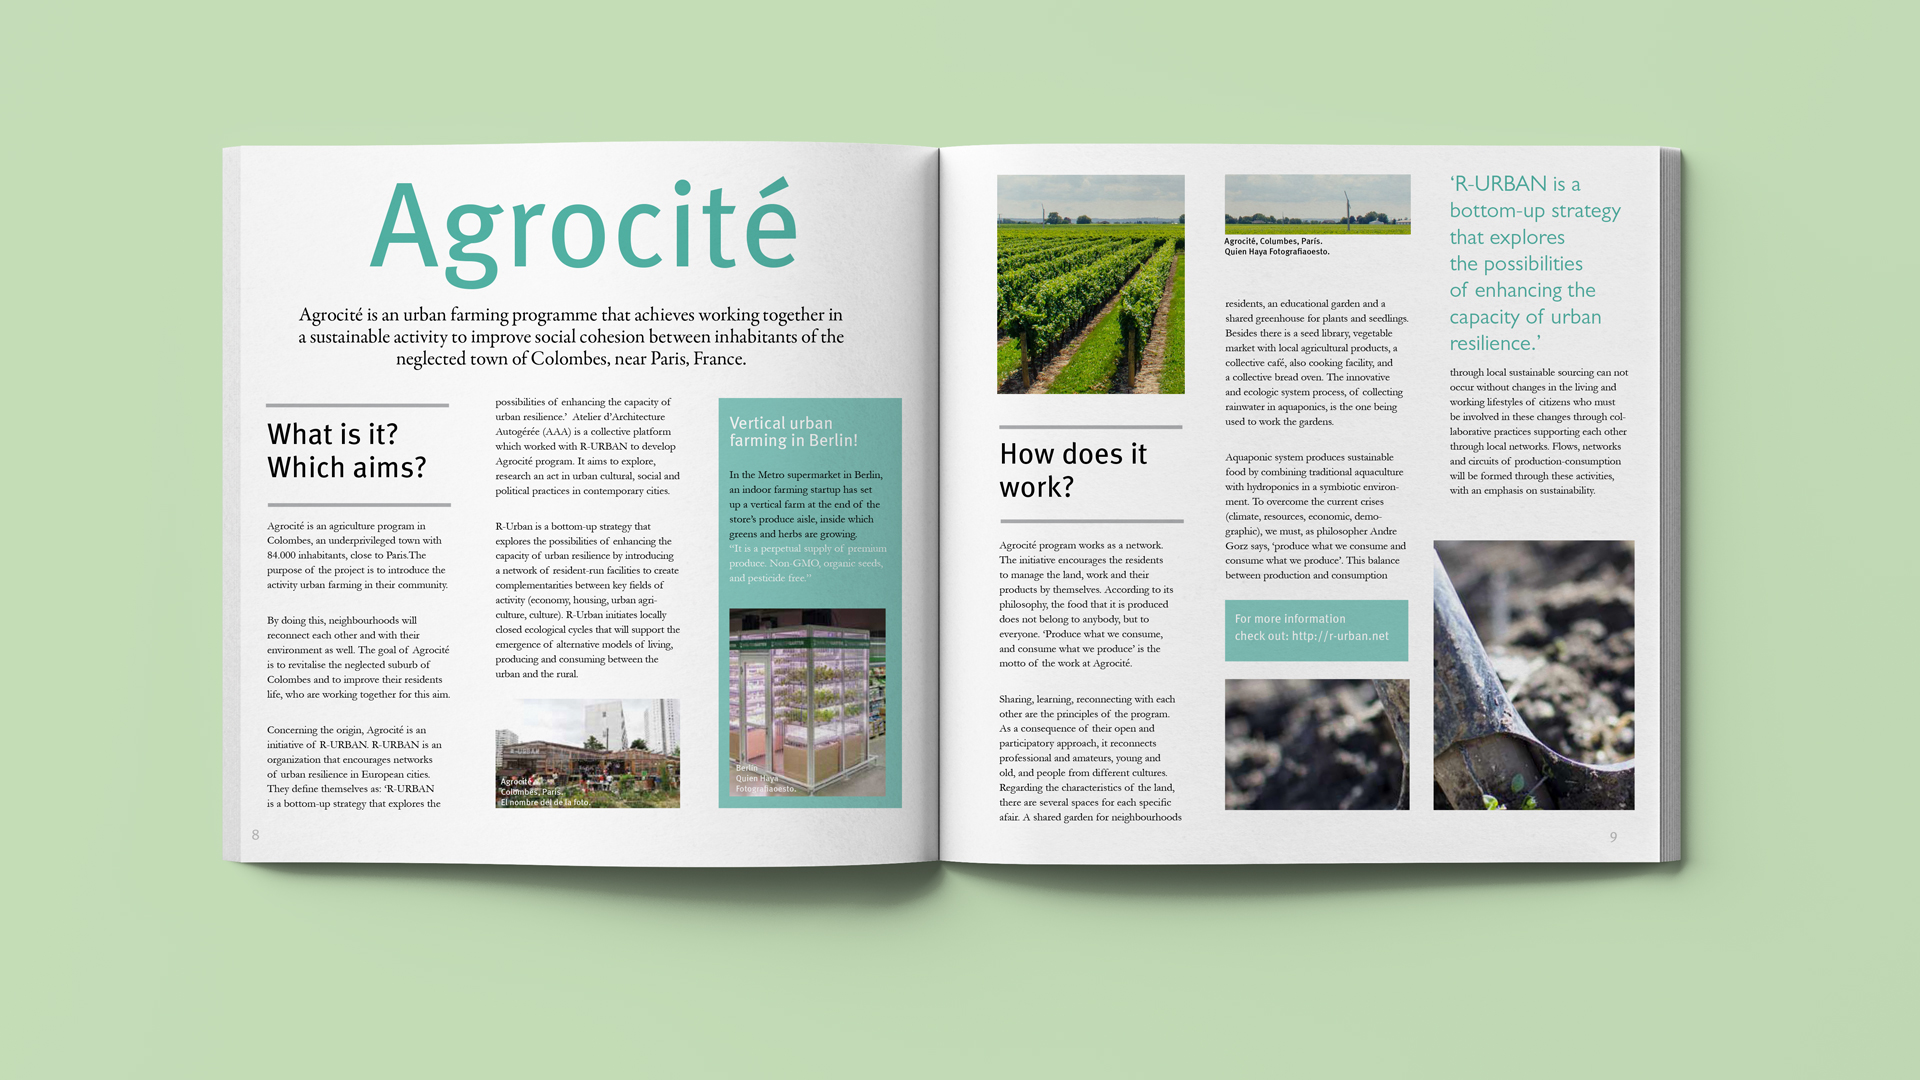 Agrocité
Agrocité is an urban farming programme that achieves working together in
a sustainable activity to improve social cohesion between inhabitants of the
neglected town of Colombes, near Paris, France.
What is it?
Which aims?
Agrocité is an agriculture program in
Colombes, an underprivileged town with
84.000 inhabitants, close to Paris.The
purpose of the project is to introduce the
activity urban farming in their community.
By doing this, neighbourhoods will
reconnect each other and with their
environment as well. The goal of Agrocité
is to revitalise the neglected suburb of
Colombes and to improve their residents
life, who are working together for this aim.
Concerning the origin, Agrocité is an
initiative of R-URBAN. R-URBAN is an
organization that encourages networks
of urban resilience in European cities.
They define themselves as: ‘R-URBAN
is a bottom-up strategy that explores the
possibilities of enhancing the capacity of
urban resilience.’ Atelier d’Architecture
Autogérée (AAA) is a collective platform
which worked with R-URBAN to develop
Agrocité program. It aims to explore,
research an act in urban cultural, social and
political practices in contemporary cities.
R-Urban is a bottom-up strategy that
explores the possibilities of enhancing the
capacity of urban resilience by introducing
a network of resident-run facilities to create
complementarities between key fields of
activity (economy, housing, urban agri-
culture, culture). R-Urban initiates locally
closed ecological cycles that will support the
emergence of alternative models of living,
producing and consuming between the
urban and the rural.
Agrocité,
Colombes, París.
El nombre del de la foto.
Vertical urban
farming in Berlin!
In the Metro supermarket in Berlin,
an indoor farming startup has set
up a vertical farm at the end of the
store’s produce aisle, inside which
greens and herbs are growing.
“It is a perpetual supply of premium
produce. Non-GMO, organic seeds,
and pesticide free.”
Berlin
Quien Haya
Fotografiaoesto.
8
How does it
work?
Agrocité program works as a network.
The initiative encourages the residents
to manage the land, work and their
products by themselves. According to its
philosophy, the food that it is produced
does not belong to anybody, but to
everyone. ‘Produce what we consume,
and consume what we produce’ is the
motto of the work at Agrocité.
Sharing, learning, reconnecting with each
other are the principles of the program.
As a consequence of their open and
participatory approach, it reconnects
professional and amateurs, young and
old, and people from different cultures.
Regarding the characteristics of the land,
there are several spaces for each specific
afair. A shared garden for neighbourhoods
Agrocité, Columbes, París.
Quien Haya Fotografiaoesto.
residents, an educational garden and a
shared greenhouse for plants and seedlings.
Besides there is a seed library, vegetable
market with local agricultural products, a
collective café, also cooking facility, and
a collective bread oven. The innovative
and ecologic system process, of collecting
rainwater in aquaponics, is the one being
used to work the gardens.
Aquaponic system produces sustainable
food by combining traditional aquaculture
with hydroponics in a symbiotic environ-
ment. To overcome the current crises
(climate, resources, economic, demo-
graphic), we must, as philosopher Andre
Gorz says, ‘produce what we consume and
consume what we produce’. This balance
between production and consumption
For more information
check out: http://r-urban.net
‘R-URBAN is a
bottom-up strategy
that explores
the possibilities
of enhancing the
capacity of urban
resilience.’
through local sustainable sourcing can not
occur without changes in the living and
working lifestyles of citizens who must
be involved in these changes through col-
laborative practices supporting each other
through local networks. Flows, networks
and circuits of production-consumption
will be formed through these activities,
with an emphasis on sustainability.
9